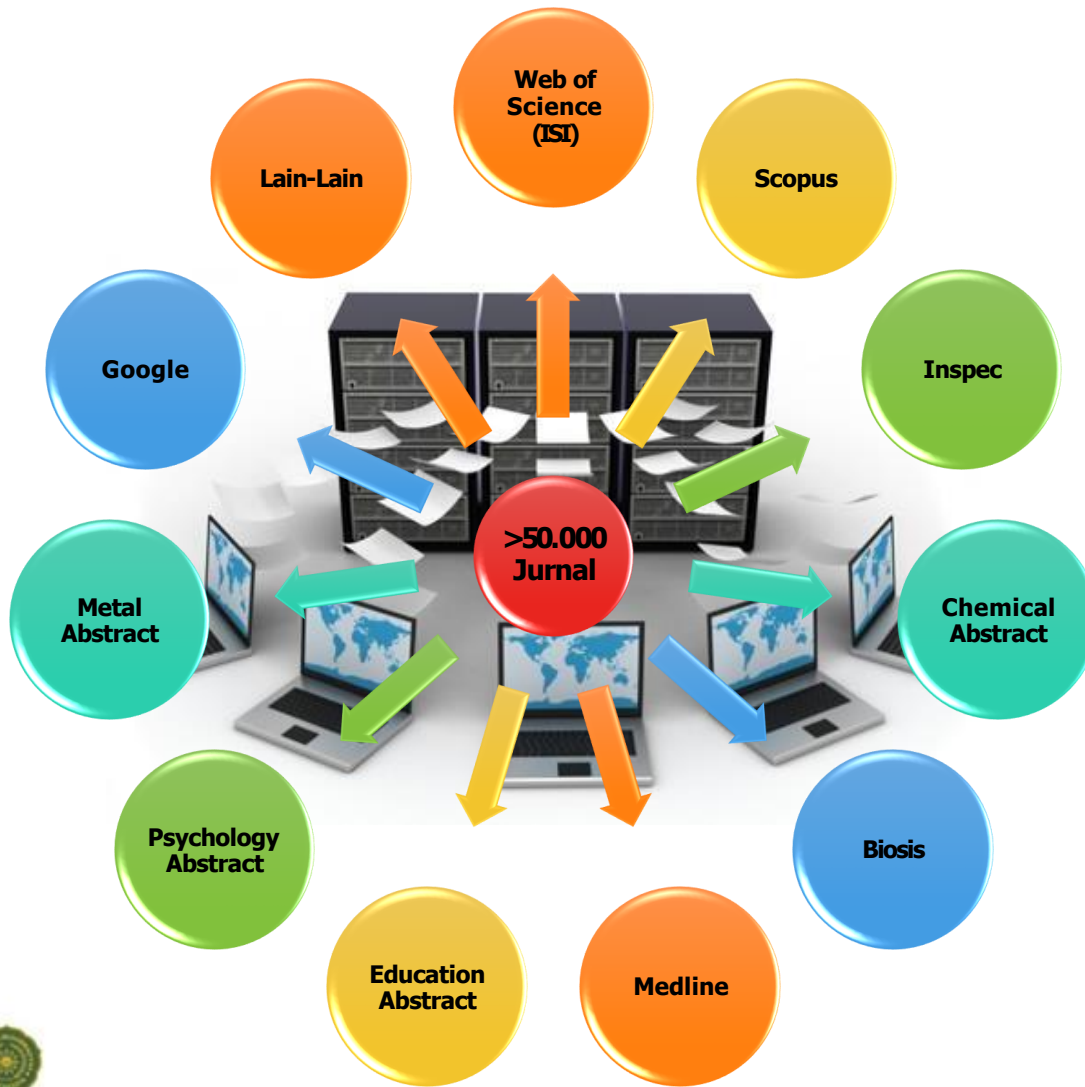 Web of
Science
(ISI)
Scopus
Inspec
Chemical
Abstract
Biosis
Medline
Education
Abstract
Psychology
Abstract
Metal
Abstract
Google
Lain-Lain
>50.000
Jurnal